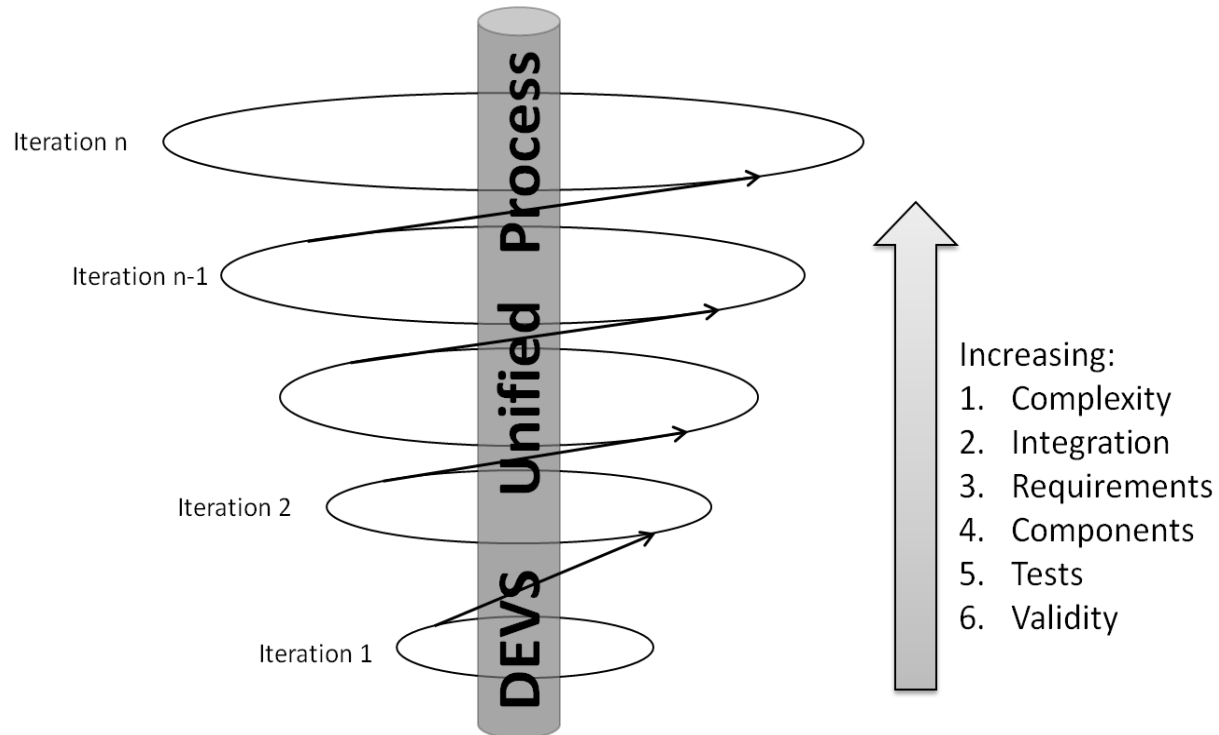 Iteration n
Iteration n-1
Iteration 2
Iteration 1
DEVS Unified Process
Increasing:
1. Complexity
2. Integration
3. Requirements
4. Components
5. Tests
6. Validity